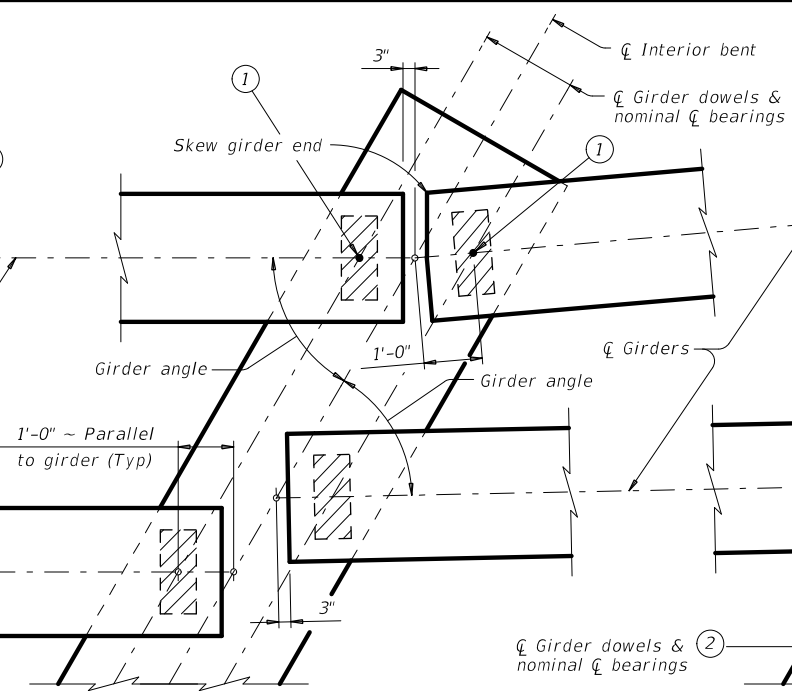 ℄ Interior bent
3"
1
℄ Girder dowels &
nominal ℄ bearings
Skew girder end
1
1'-0"
℄ Girders
Girder angle
Girder angle
1'-0" ~ Parallel
to girder (Typ)
3"
℄ Girder dowels &
nominal ℄ bearings
2